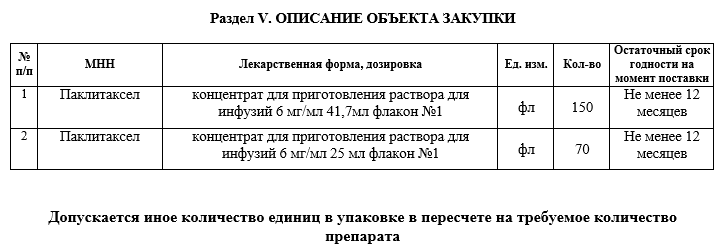 Раздел V. ОПИСАНИЕ ОБЪЕКТА ЗАКУПКИ
№ п/п МНН Лекарственная форма, дозировка Ед. изм. Кол-во Остаточный срок годности на момент поставки
1 Паклитаксел концентрат для приготовления раствора для инфузий 6 мг/мл 41,7мл флакон №1 фл 150 Не менее 12 месяцев
2 Паклитаксел концентрат для приготовления раствора для инфузий 6 мг/мл 25 мл флакон №1 фл 70 Не менее 12 месяцев
Допускается иное количество единиц в упаковке в пересчете на требуемое количество
препарата